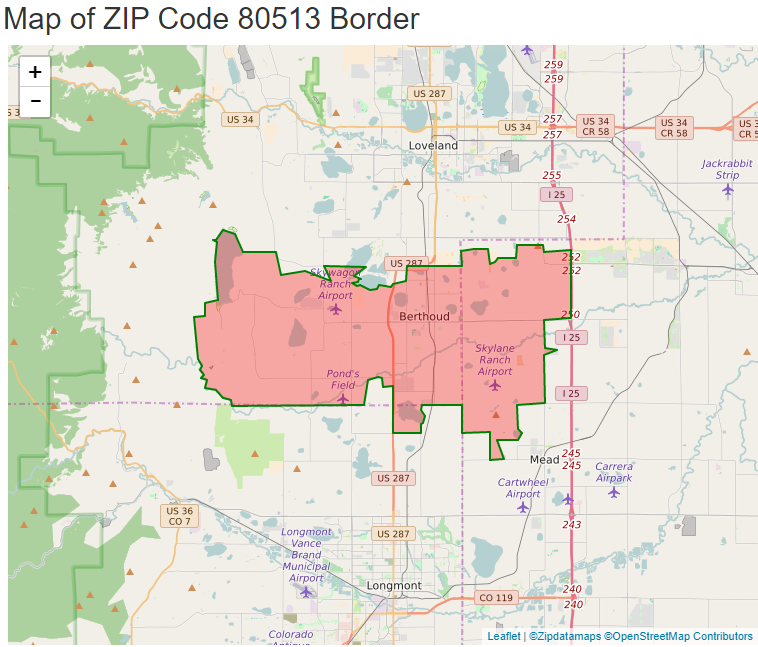 Map of ZIP Code 80513 Border
+
−
259
259
US 287
US 34
257
257
US 34
US 34
CR 58
US 34
CR 58
Loveland
255
Jackrabbit
Strip
I 25
254
252
252
US 287
Skywagon
Ranch
Airport
250
Berthoud
I 25
Skylane
Ranch
Airport
Pond's
Field
I 25
245
245
Mead
Carrera
Airpark
US 287
Cartwheel
Airport
US 36
CO 7
243
US 287
Longmont
Vance
Brand
Municipal
Airport
Longmont
240
CO 119
240
Colorado
Leaflet | ©Zipdatamaps ©OpenStreetMap Contributors